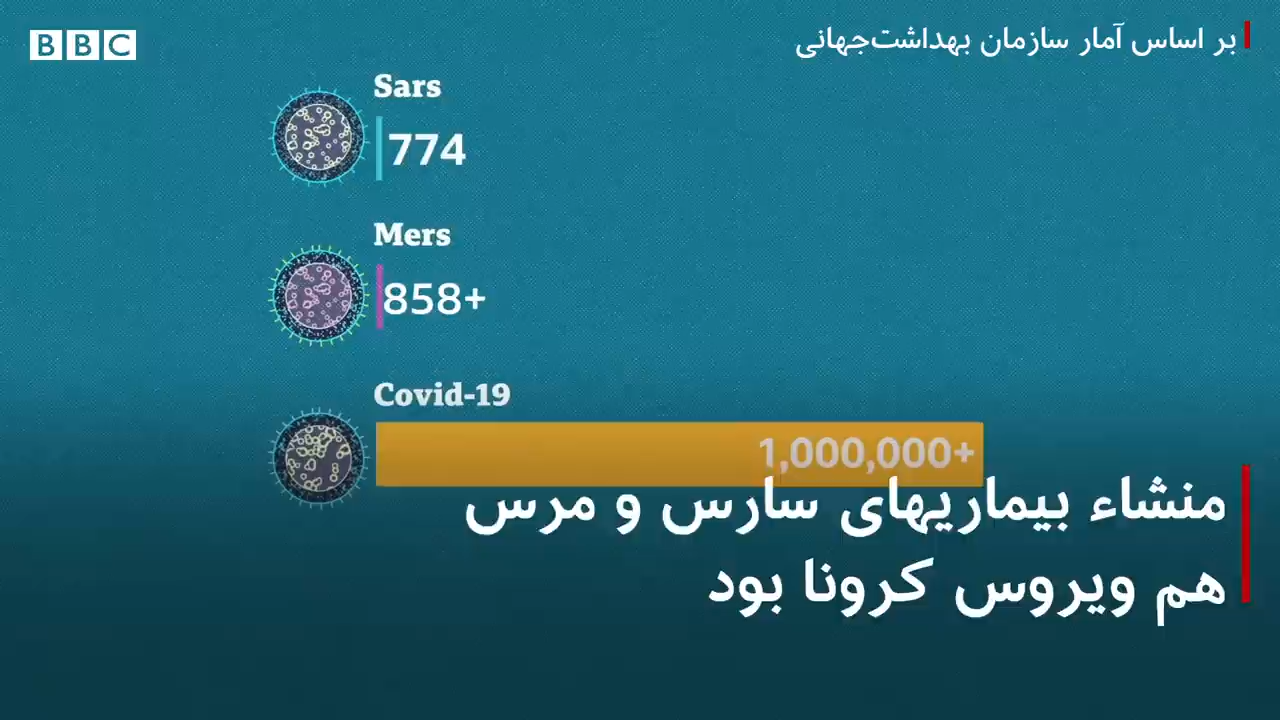 BBC
بر اساس آمار سازمان بهداشت‌جهانی
Sars
774
Mers
858+
Covid-19
1,000,000+
منشاء بیماریهای سارس و مرس
هم ویروس کرونا بود